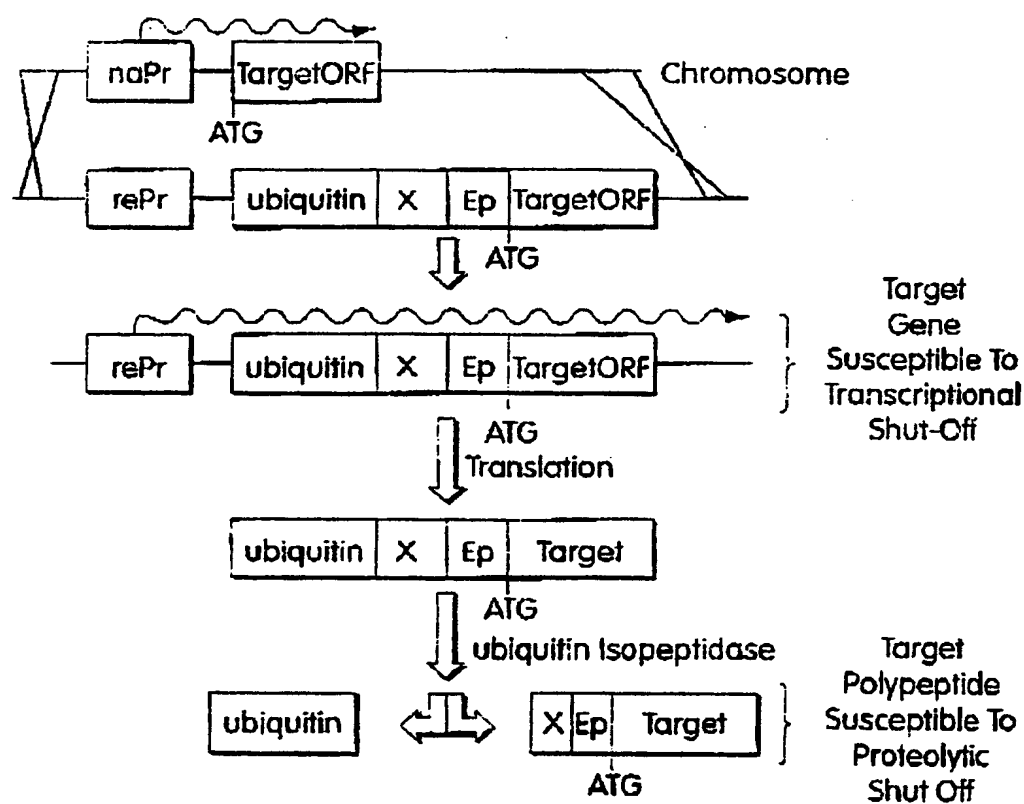 naPr TargetORF
Chromosome
ATG
rePr ubiquitin X Ep TargetORF
ATG
rePr ubiquitin X Ep TargetORF
ATG
Target
Gene
Susceptible To
Transcriptional
Shut-Off
Translation
ubiquitin X Ep Target
ATG
ubiquitin Isopeptidase
ubiquitin
X Ep Target
ATG
Target
Polypeptide
Susceptible To
Proteolytic
Shut Off